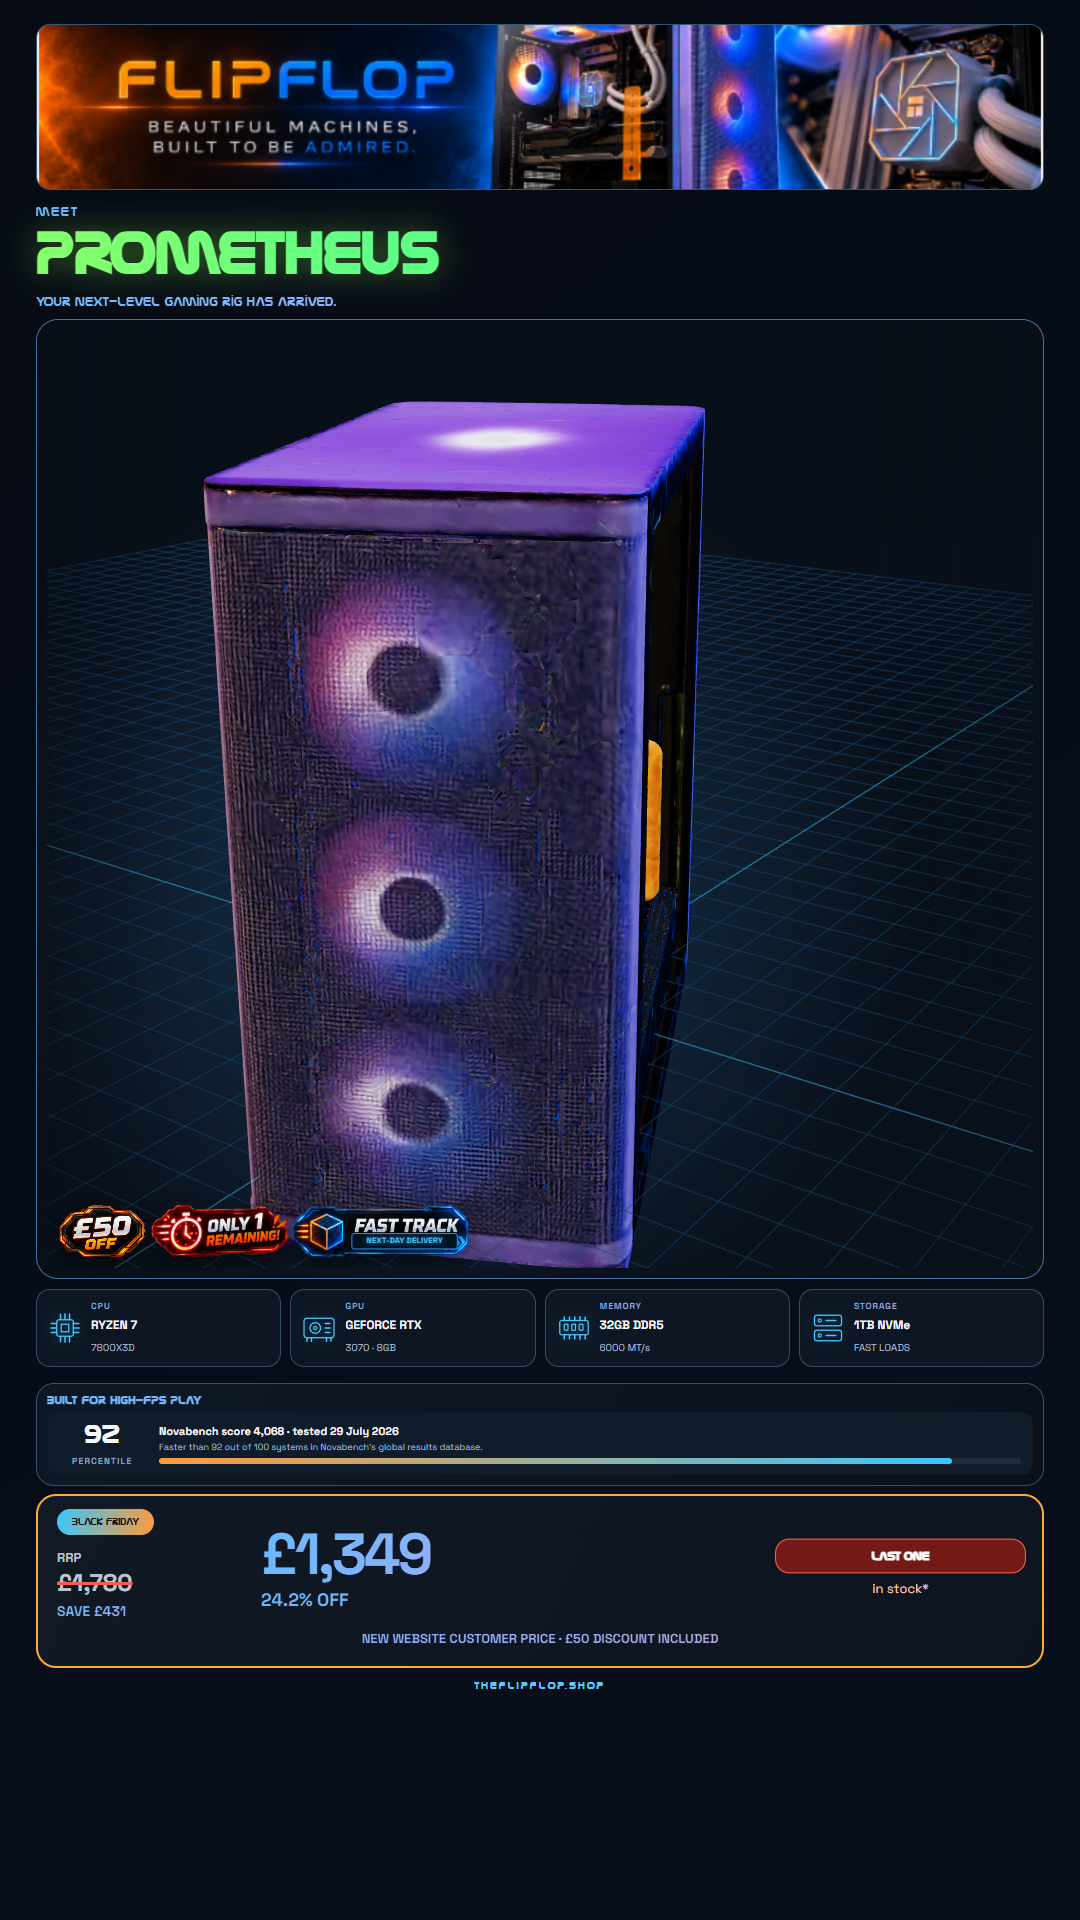 FLIPFLOP
BEAUTIFUL MACHINES,
BUILT TO BE ADMIRED.
MEET
PROMETHEUS
YOUR NEXT-LEVEL GAMING RIG HAS ARRIVED.
£50
OFF
ONLY 1
REMAINING!
FAST TRACK
NEXT-DAY DELIVERY
CPU
RYZEN 7
7800X3D
GPU
GEFORCE RTX
3070 · 8GB
MEMORY
32GB DDR5
6000 MT/s
STORAGE
1TB NVMe
FAST LOADS
BUILT FOR HIGH-FPS PLAY
92
PERCENTILE
Novabench score 4,068 · tested 29 July 2026
Faster than 92 out of 100 systems in Novabench's global results database.
BLACK FRIDAY
RRP
£1,780
SAVE £431
£1,349
24.2% OFF
LAST ONE
in stock*
NEW WEBSITE CUSTOMER PRICE · £50 DISCOUNT INCLUDED
THEFLIPFLOP.SHOP